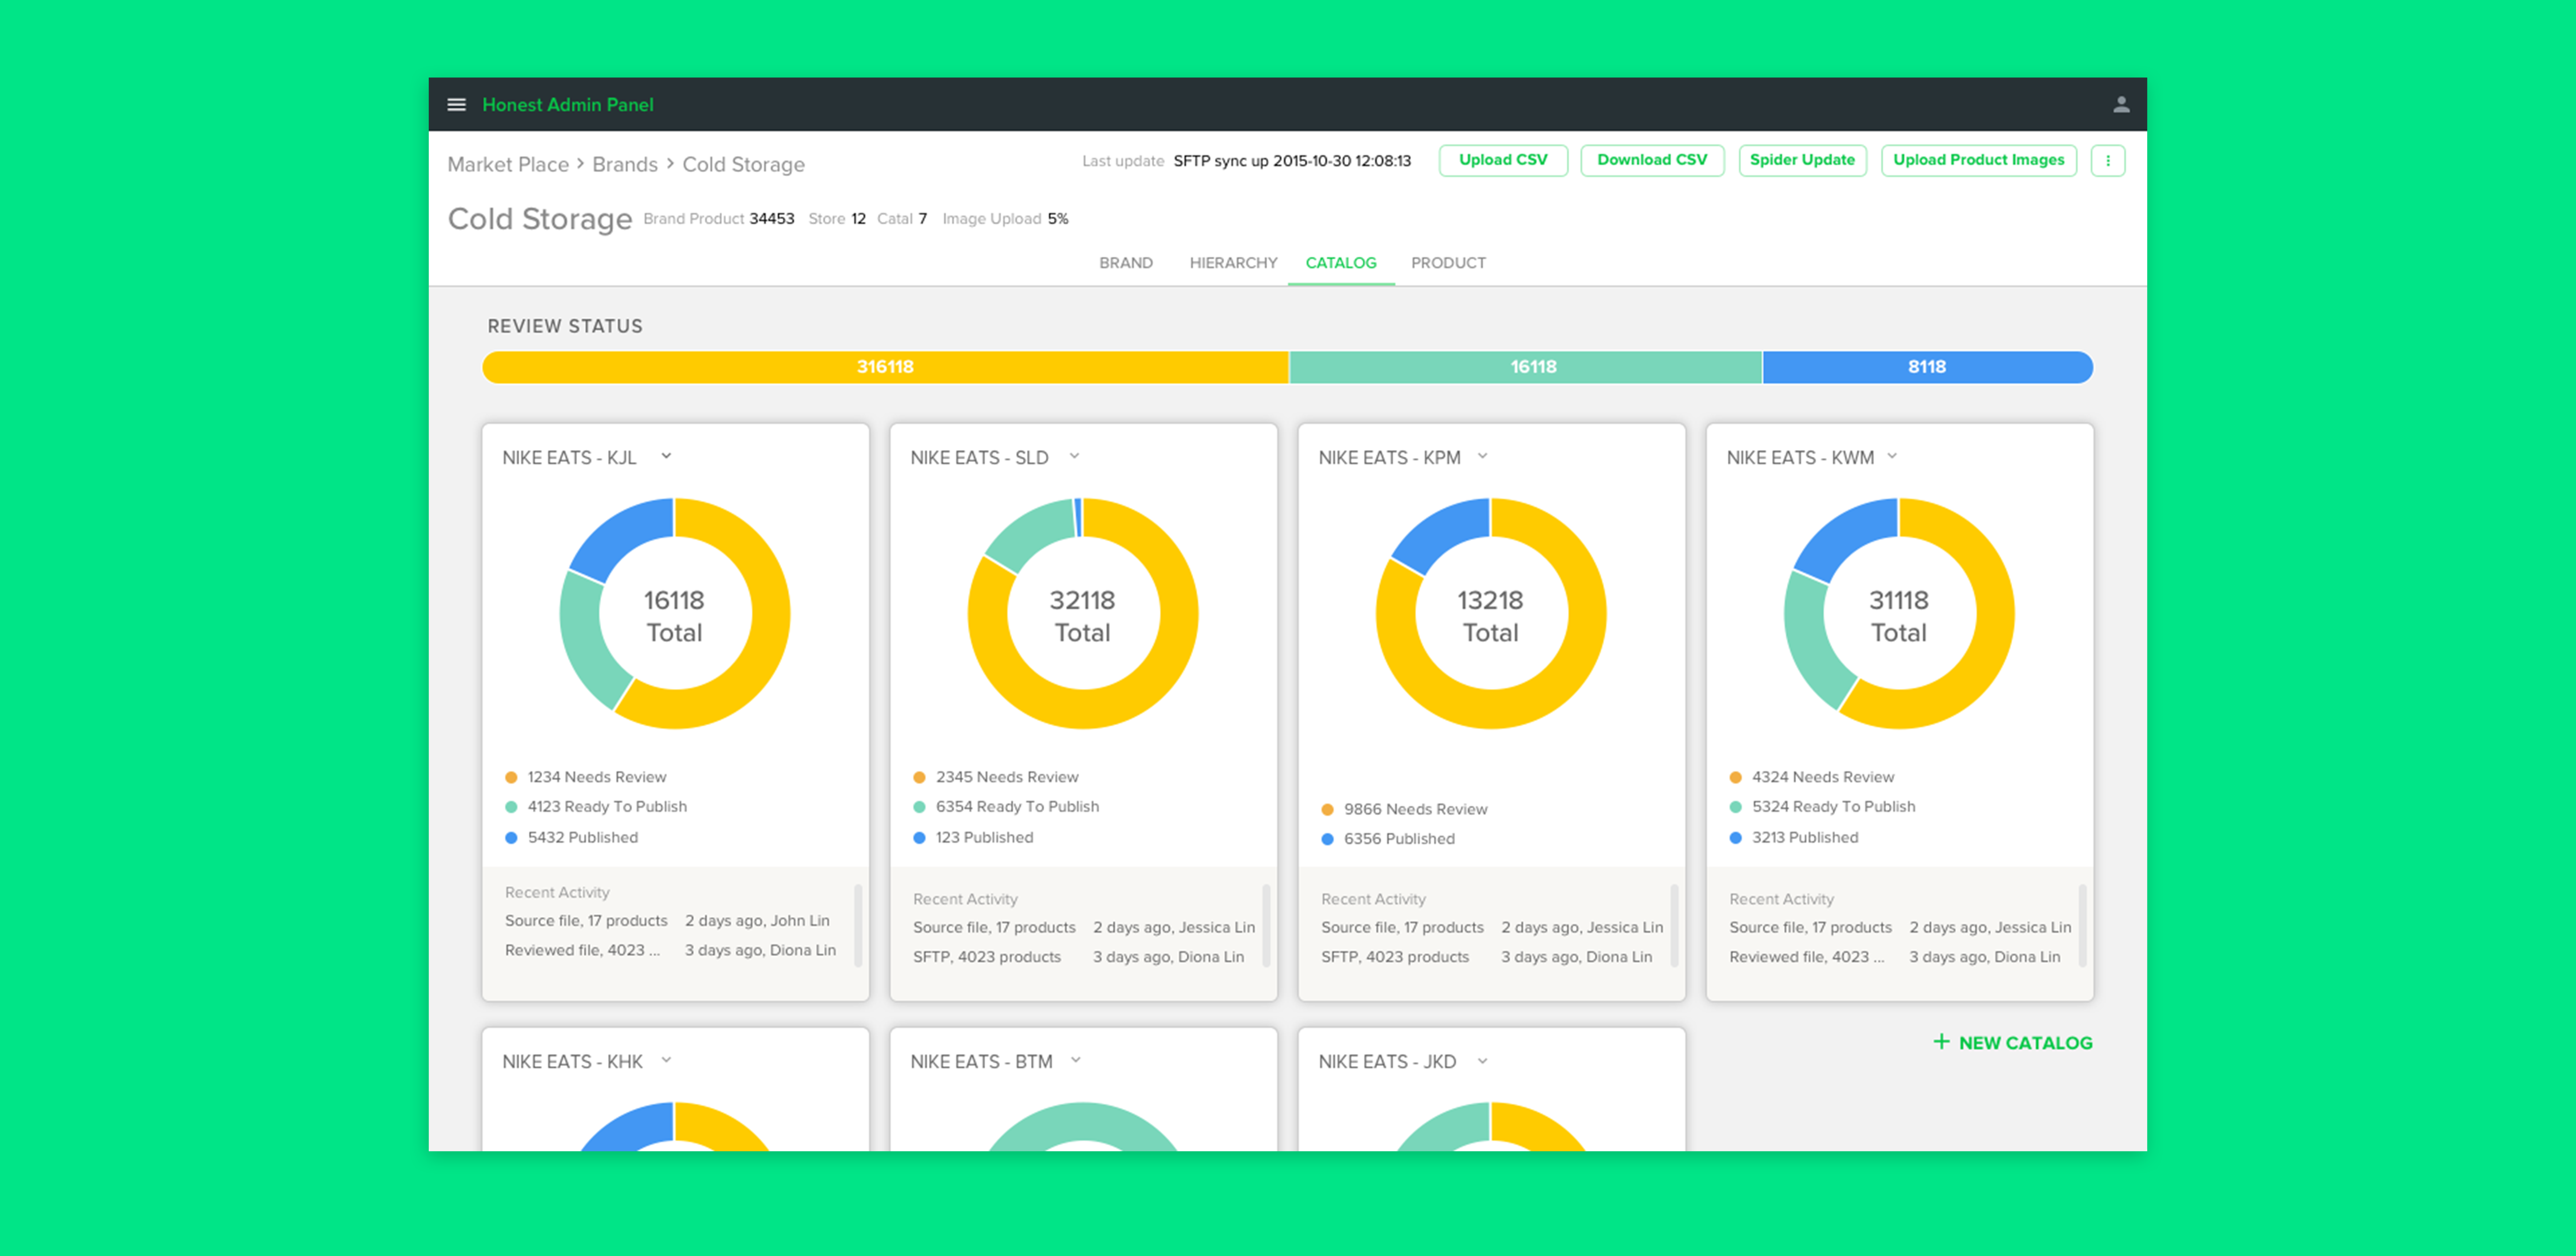 Honest Admin Panel
Market Place > Brands > Cold Storage
Last update SFTP sync up 2015-10-30 12:08:13
Upload CSV
Download CSV
Spider Update
Upload Product Images
Cold Storage Brand Product 34453 Store 12 Catal 7 Image Upload 5%
BRAND HIERARCHY CATALOG PRODUCT
REVIEW STATUS
316118 16118 8118
NIKE EATS - KJL
16118
Total
1234 Needs Review
4123 Ready To Publish
5432 Published
Recent Activity
Source file, 17 products 2 days ago, John Lin
Reviewed file, 4023 ... 3 days ago, Diona Lin
NIKE EATS - SLD
32118
Total
2345 Needs Review
6354 Ready To Publish
123 Published
Recent Activity
Source file, 17 products 2 days ago, Jessica Lin
SFTP, 4023 products 3 days ago, Diona Lin
NIKE EATS - KPM
13218
Total
9866 Needs Review
6356 Published
Recent Activity
Source file, 17 products 2 days ago, Jessica Lin
SFTP, 4023 products 3 days ago, Diona Lin
NIKE EATS - KWM
31118
Total
4324 Needs Review
5324 Ready To Publish
3213 Published
Recent Activity
Source file, 17 products 2 days ago, Jessica Lin
Reviewed file, 4023 ... 3 days ago, Diona Lin
NIKE EATS - KHK
NIKE EATS - BTM
NIKE EATS - JKD
+ NEW CATALOG